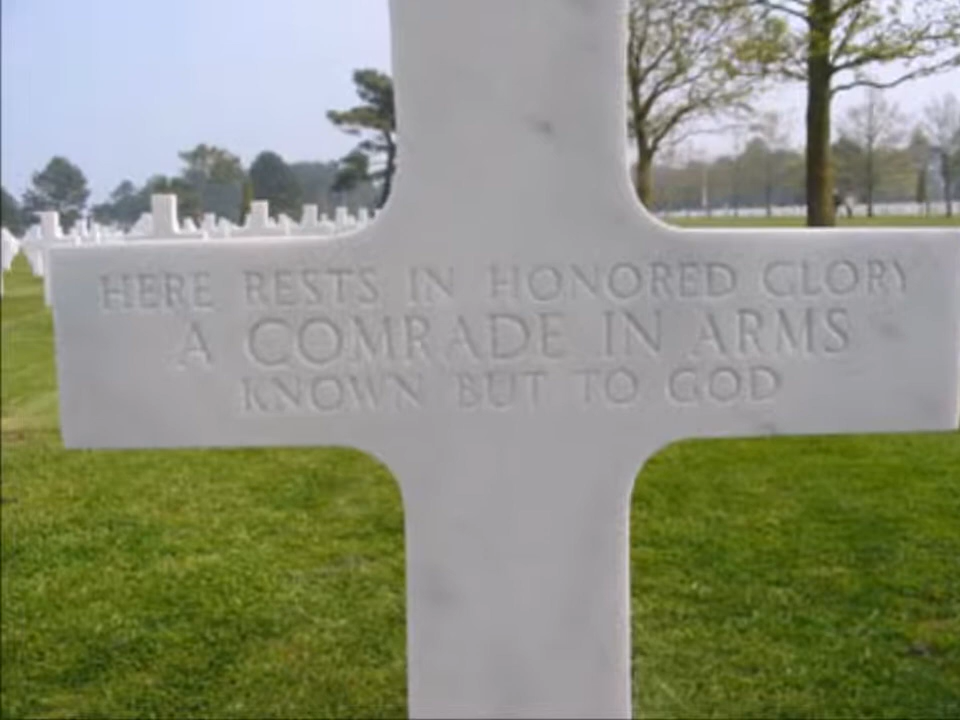 HERE RESTS IN HONORED GLORY
A COMRADE IN ARMS
KNOWN BUT TO GOD